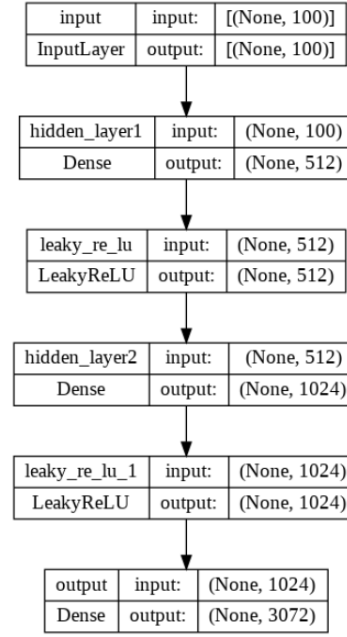 input input: [(None, 100)]
InputLayer output: [(None, 100)]
hidden_layer1 input: (None, 100)
Dense output: (None, 512)
leaky_re_lu input: (None, 512)
LeakyReLU output: (None, 512)
hidden_layer2 input: (None, 512)
Dense output: (None, 1024)
leaky_re_lu_1 input: (None, 1024)
LeakyReLU output: (None, 1024)
output input: (None, 1024)
Dense output: (None, 3072)